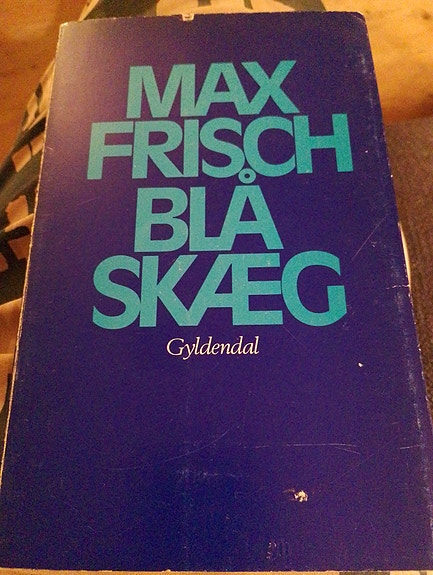 MAX
FRISCH
BLÅ
SKÆG
Gyldendal